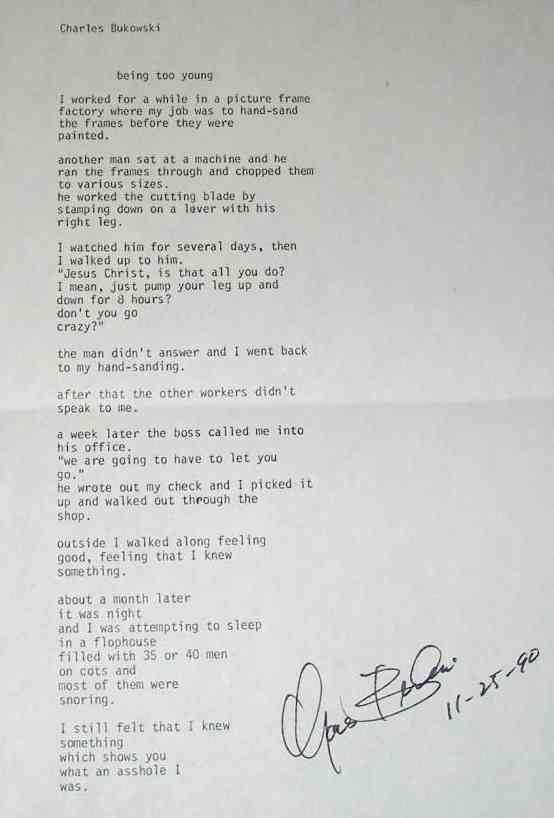 Charles Bukowski
being too young
I worked for a while in a picture frame
factory where my job was to hand-sand
the frames before they were
painted.
another man sat at a machine and he
ran the frames through and chopped them
to various sizes.
he worked the cutting blade by
stamping down on a lever with his
right leg.
I watched him for several days, then
I walked up to him.
"Jesus Christ, is that all you do?
I mean, just pump your leg up and
down for 8 hours?
don't you go
crazy?"
the man didn't answer and I went back
to my hand-sanding.
after that the other workers didn't
speak to me.
a week later the boss called me into
his office.
"we are going to have to let you
go."
he wrote out my check and I picked it
up and walked out through the
shop.
outside I walked along feeling
good, feeling that I knew
something.
about a month later
it was night
and I was attempting to sleep
in a flophouse
filled with 35 or 40 men
on cots and
most of them were
snoring.
I still felt that I knew
something
which shows you
what an asshole I
was.
11-25-90